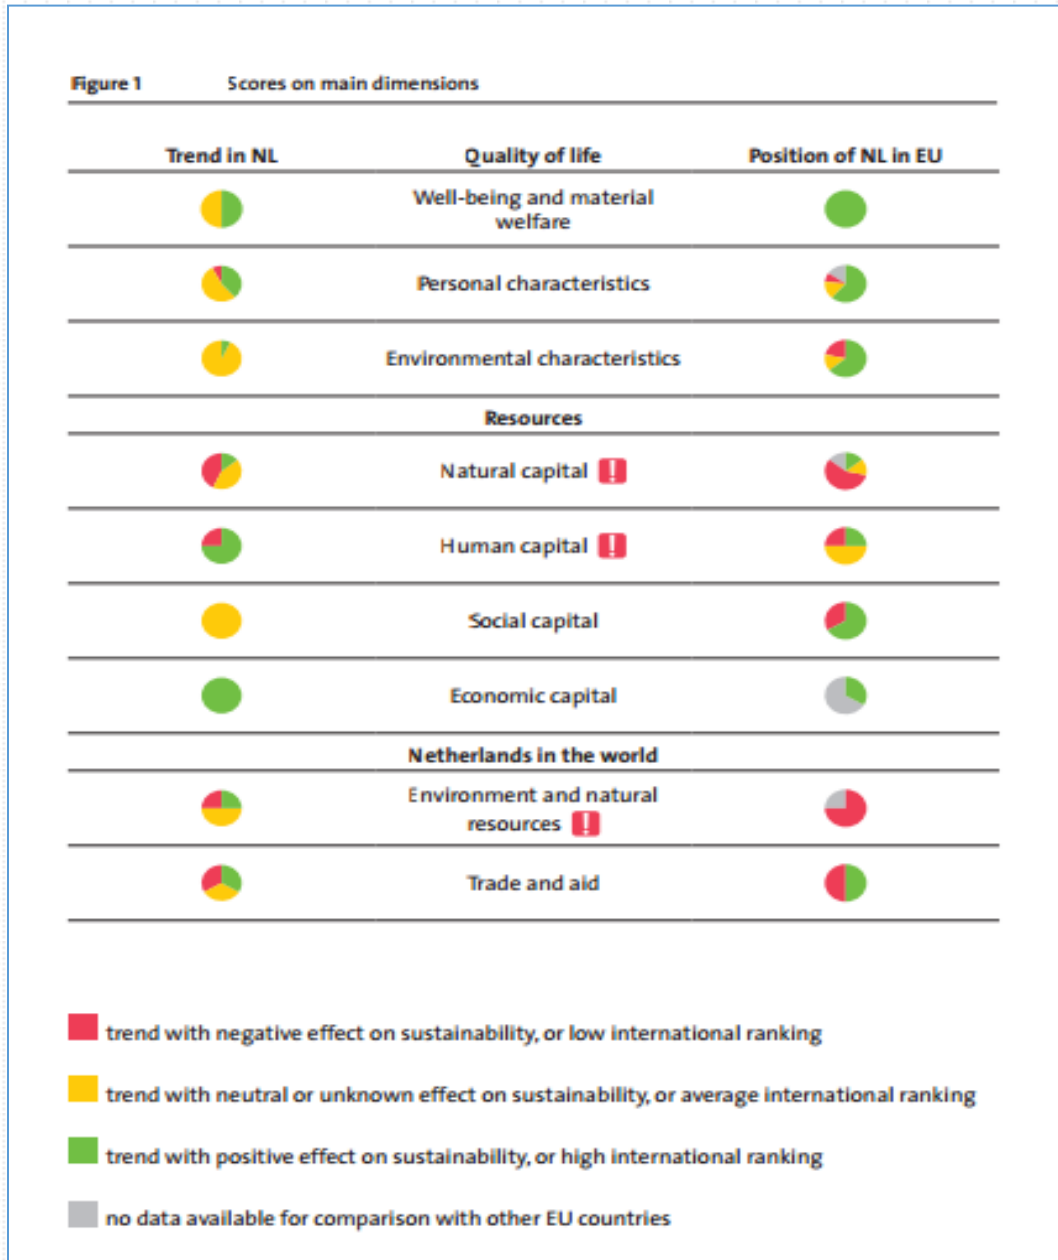 Figure 1 Scores on main dimensions
Trend in NL Quality of life Position of NL in EU
Well-being and material
welfare
Personal characteristics
Environmental characteristics
Resources
Natural capital !
Human capital !
Social capital
Economic capital
Netherlands in the world
Environment and natural
resources !
Trade and aid
trend with negative effect on sustainability, or low international ranking
trend with neutral or unknown effect on sustainability, or average international ranking
trend with positive effect on sustainability, or high international ranking
no data available for comparison with other EU countries